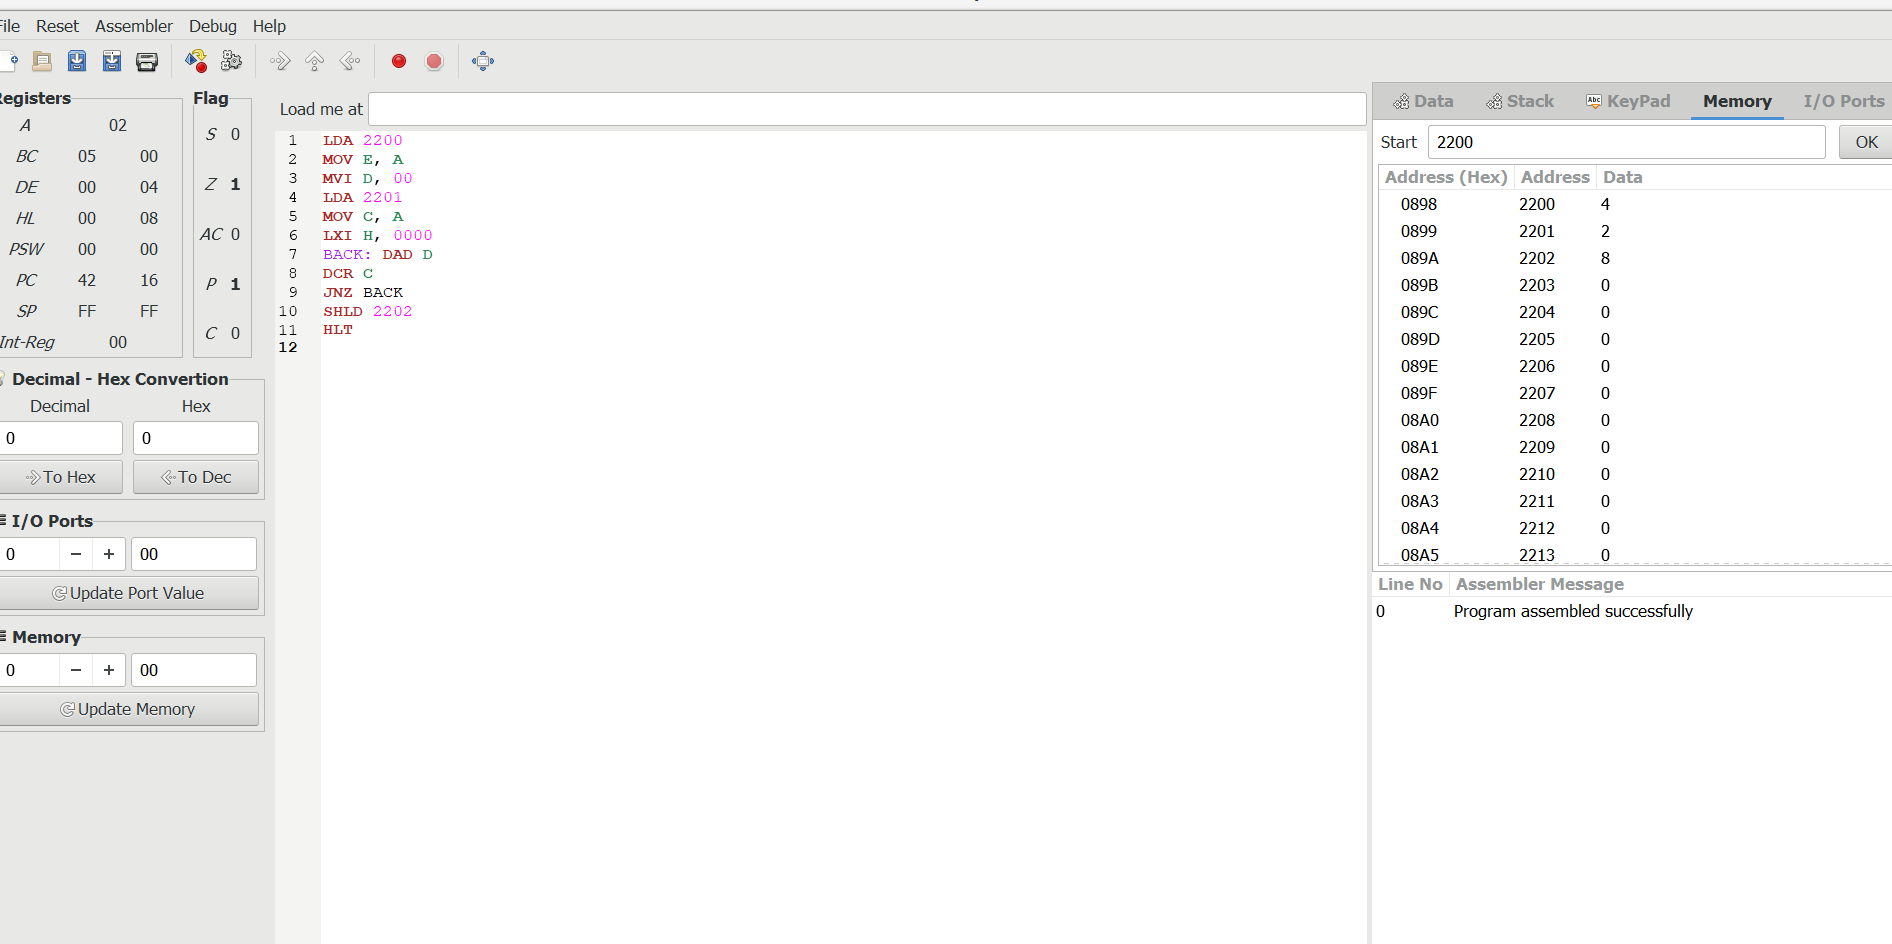 File Reset Assembler Debug Help
Registers
A 02
BC 05 00
DE 00 04
HL 00 08
PSW 00 00
PC 42 16
SP FF FF
Int-Reg 00
Flag
S 0
Z 1
AC 0
P 1
C 0
Decimal - Hex Convertion
Decimal Hex
0 0
To Hex To Dec
I/O Ports
0 − + 00
Update Port Value
Memory
0 − + 00
Update Memory
Load me at
1 LDA 2200
2 MOV E, A
3 MVI D, 00
4 LDA 2201
5 MOV C, A
6 LXI H, 0000
7 BACK: DAD D
8 DCR C
9 JNZ BACK
10 SHLD 2202
11 HLT
12
Data Stack Abc KeyPad Memory I/O Ports
Start 2200 OK
Address (Hex) Address Data
0898 2200 4
0899 2201 2
089A 2202 8
089B 2203 0
089C 2204 0
089D 2205 0
089E 2206 0
089F 2207 0
08A0 2208 0
08A1 2209 0
08A2 2210 0
08A3 2211 0
08A4 2212 0
08A5 2213 0
Line No Assembler Message
0 Program assembled successfully